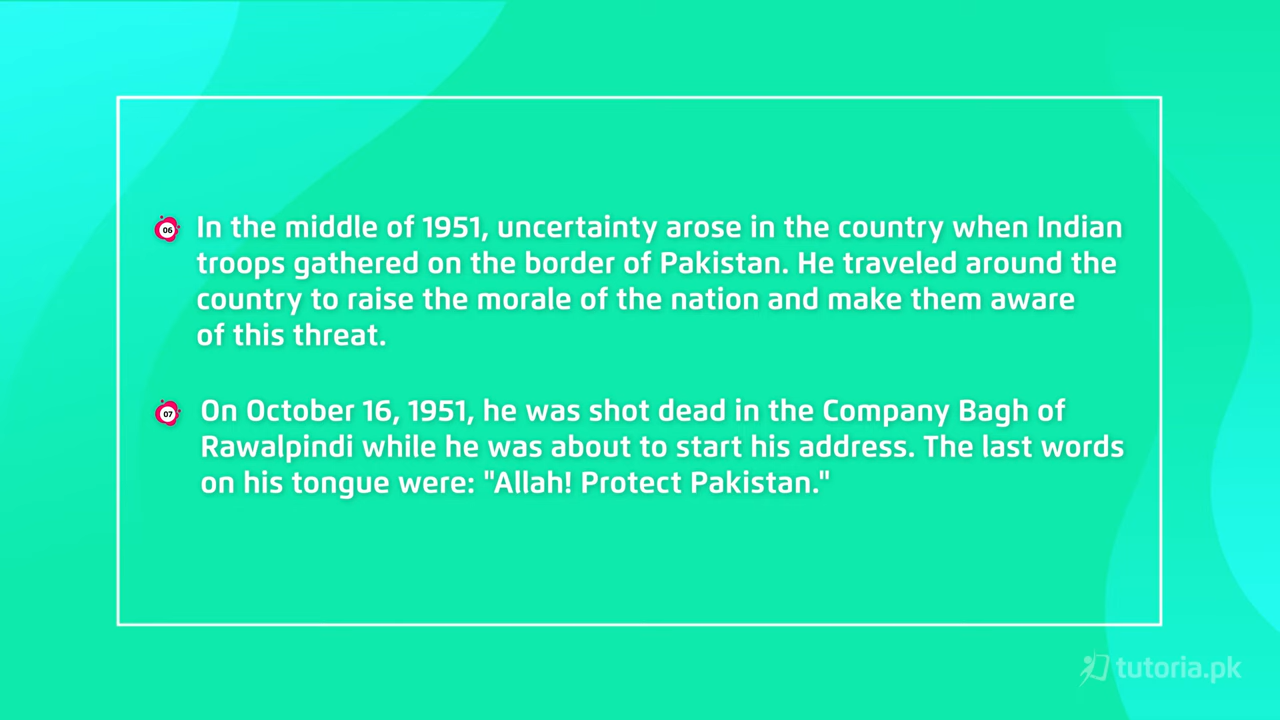 06 In the middle of 1951, uncertainty arose in the country when Indian
troops gathered on the border of Pakistan. He traveled around the
country to raise the morale of the nation and make them aware
of this threat.
07 On October 16, 1951, he was shot dead in the Company Bagh of
Rawalpindi while he was about to start his address. The last words
on his tongue were: "Allah! Protect Pakistan."
tutoria.pk